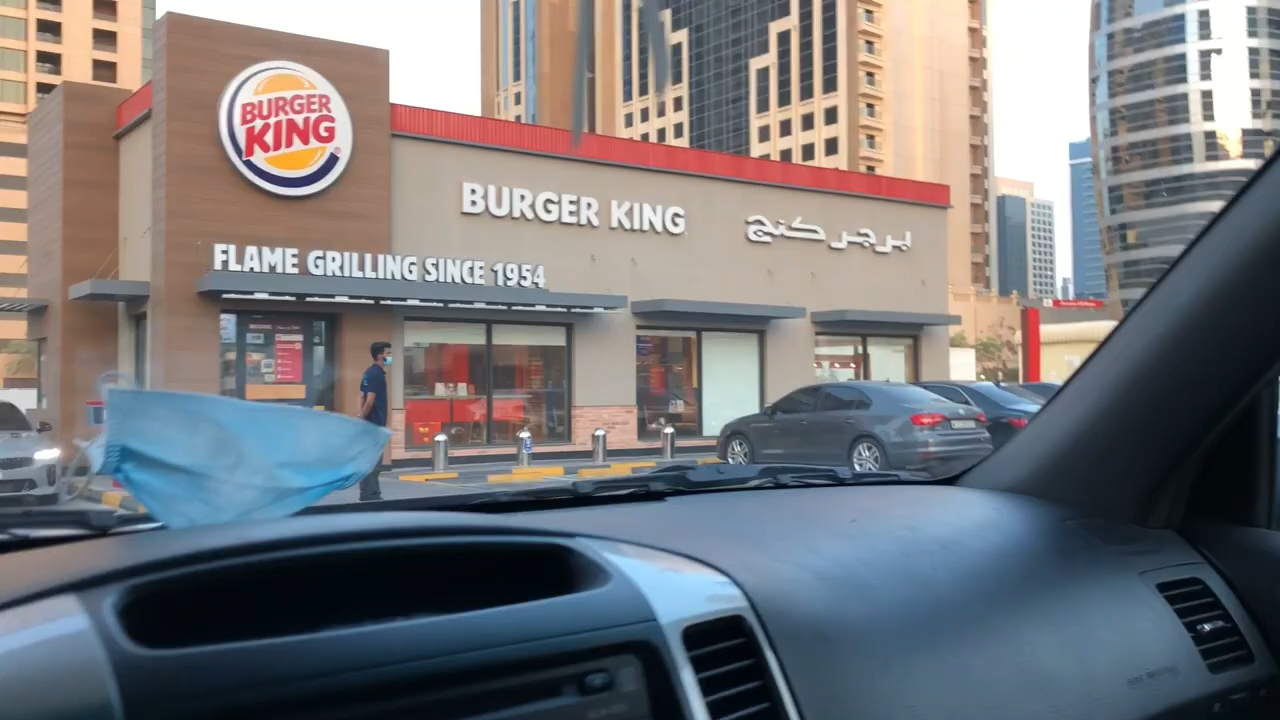 BURGER
KING
BURGER KING
برجر كنج
FLAME GRILLING SINCE 1954